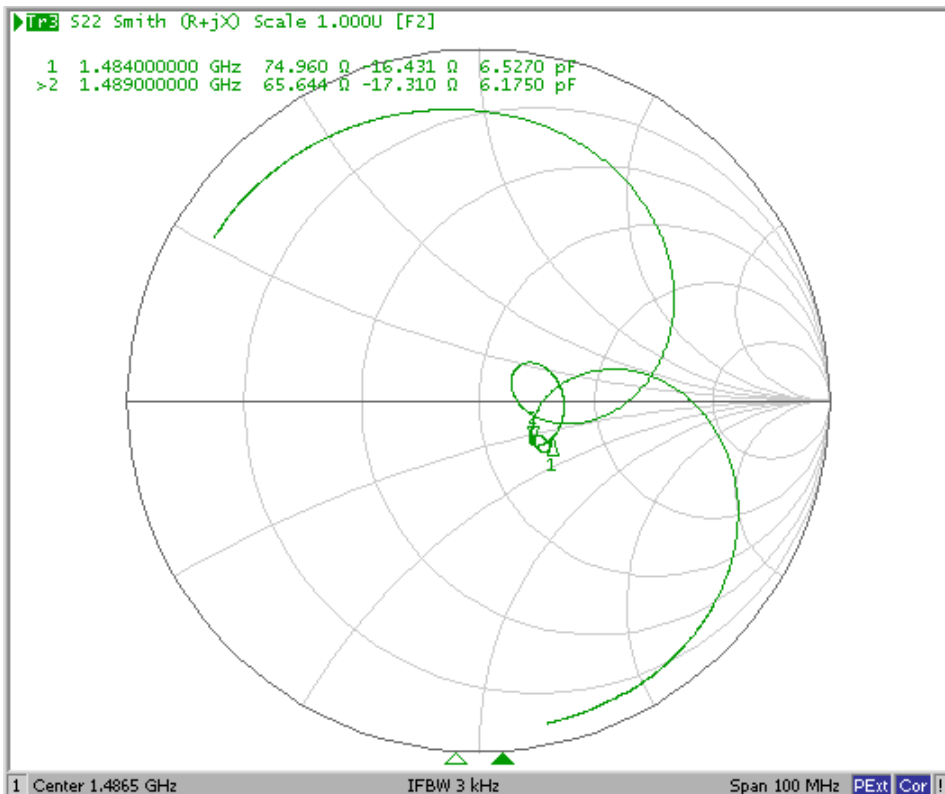 Tr3 S22 Smith (R+jX) Scale 1.000U [F2]
1 1.484000000 GHz 74.960 Ω -16.431 Ω 6.5270 pF
>2 1.489000000 GHz 65.644 Ω -17.310 Ω 6.1750 pF
1
1 Center 1.4865 GHz IFBW 3 kHz Span 100 MHz PExt Cor !